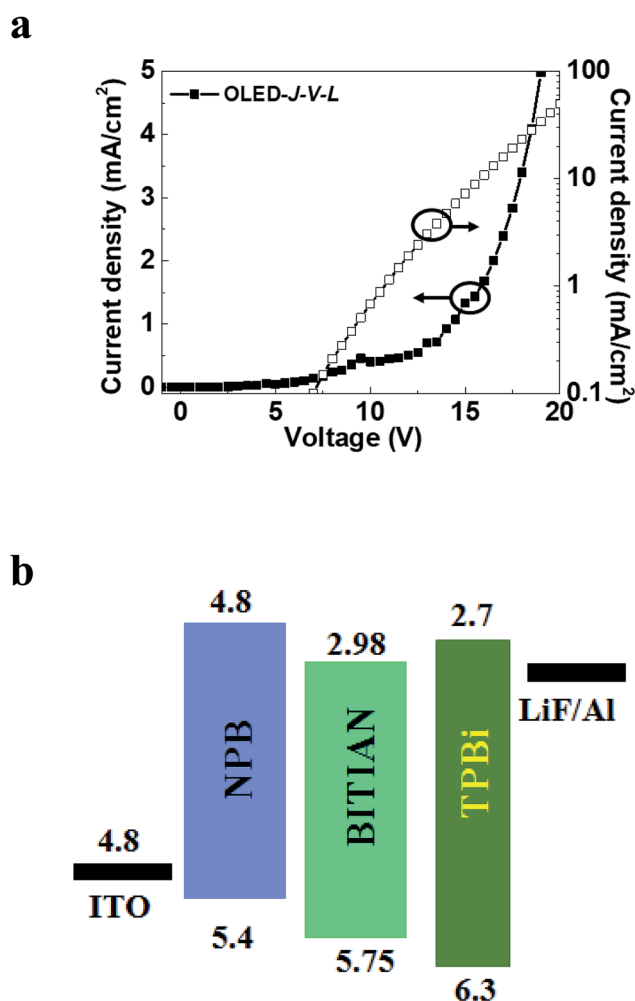 a
5
4
3
2
1
0
Current density (mA/cm²)
OLED-J-V-L
100
10
1
0.1
Current density (mA/cm²)
0
5
10
15
20
Voltage (V)
b
4.8
2.98
2.7
LiF/Al
NPB
BITIAN
TPBi
4.8
ITO
5.4
5.75
6.3